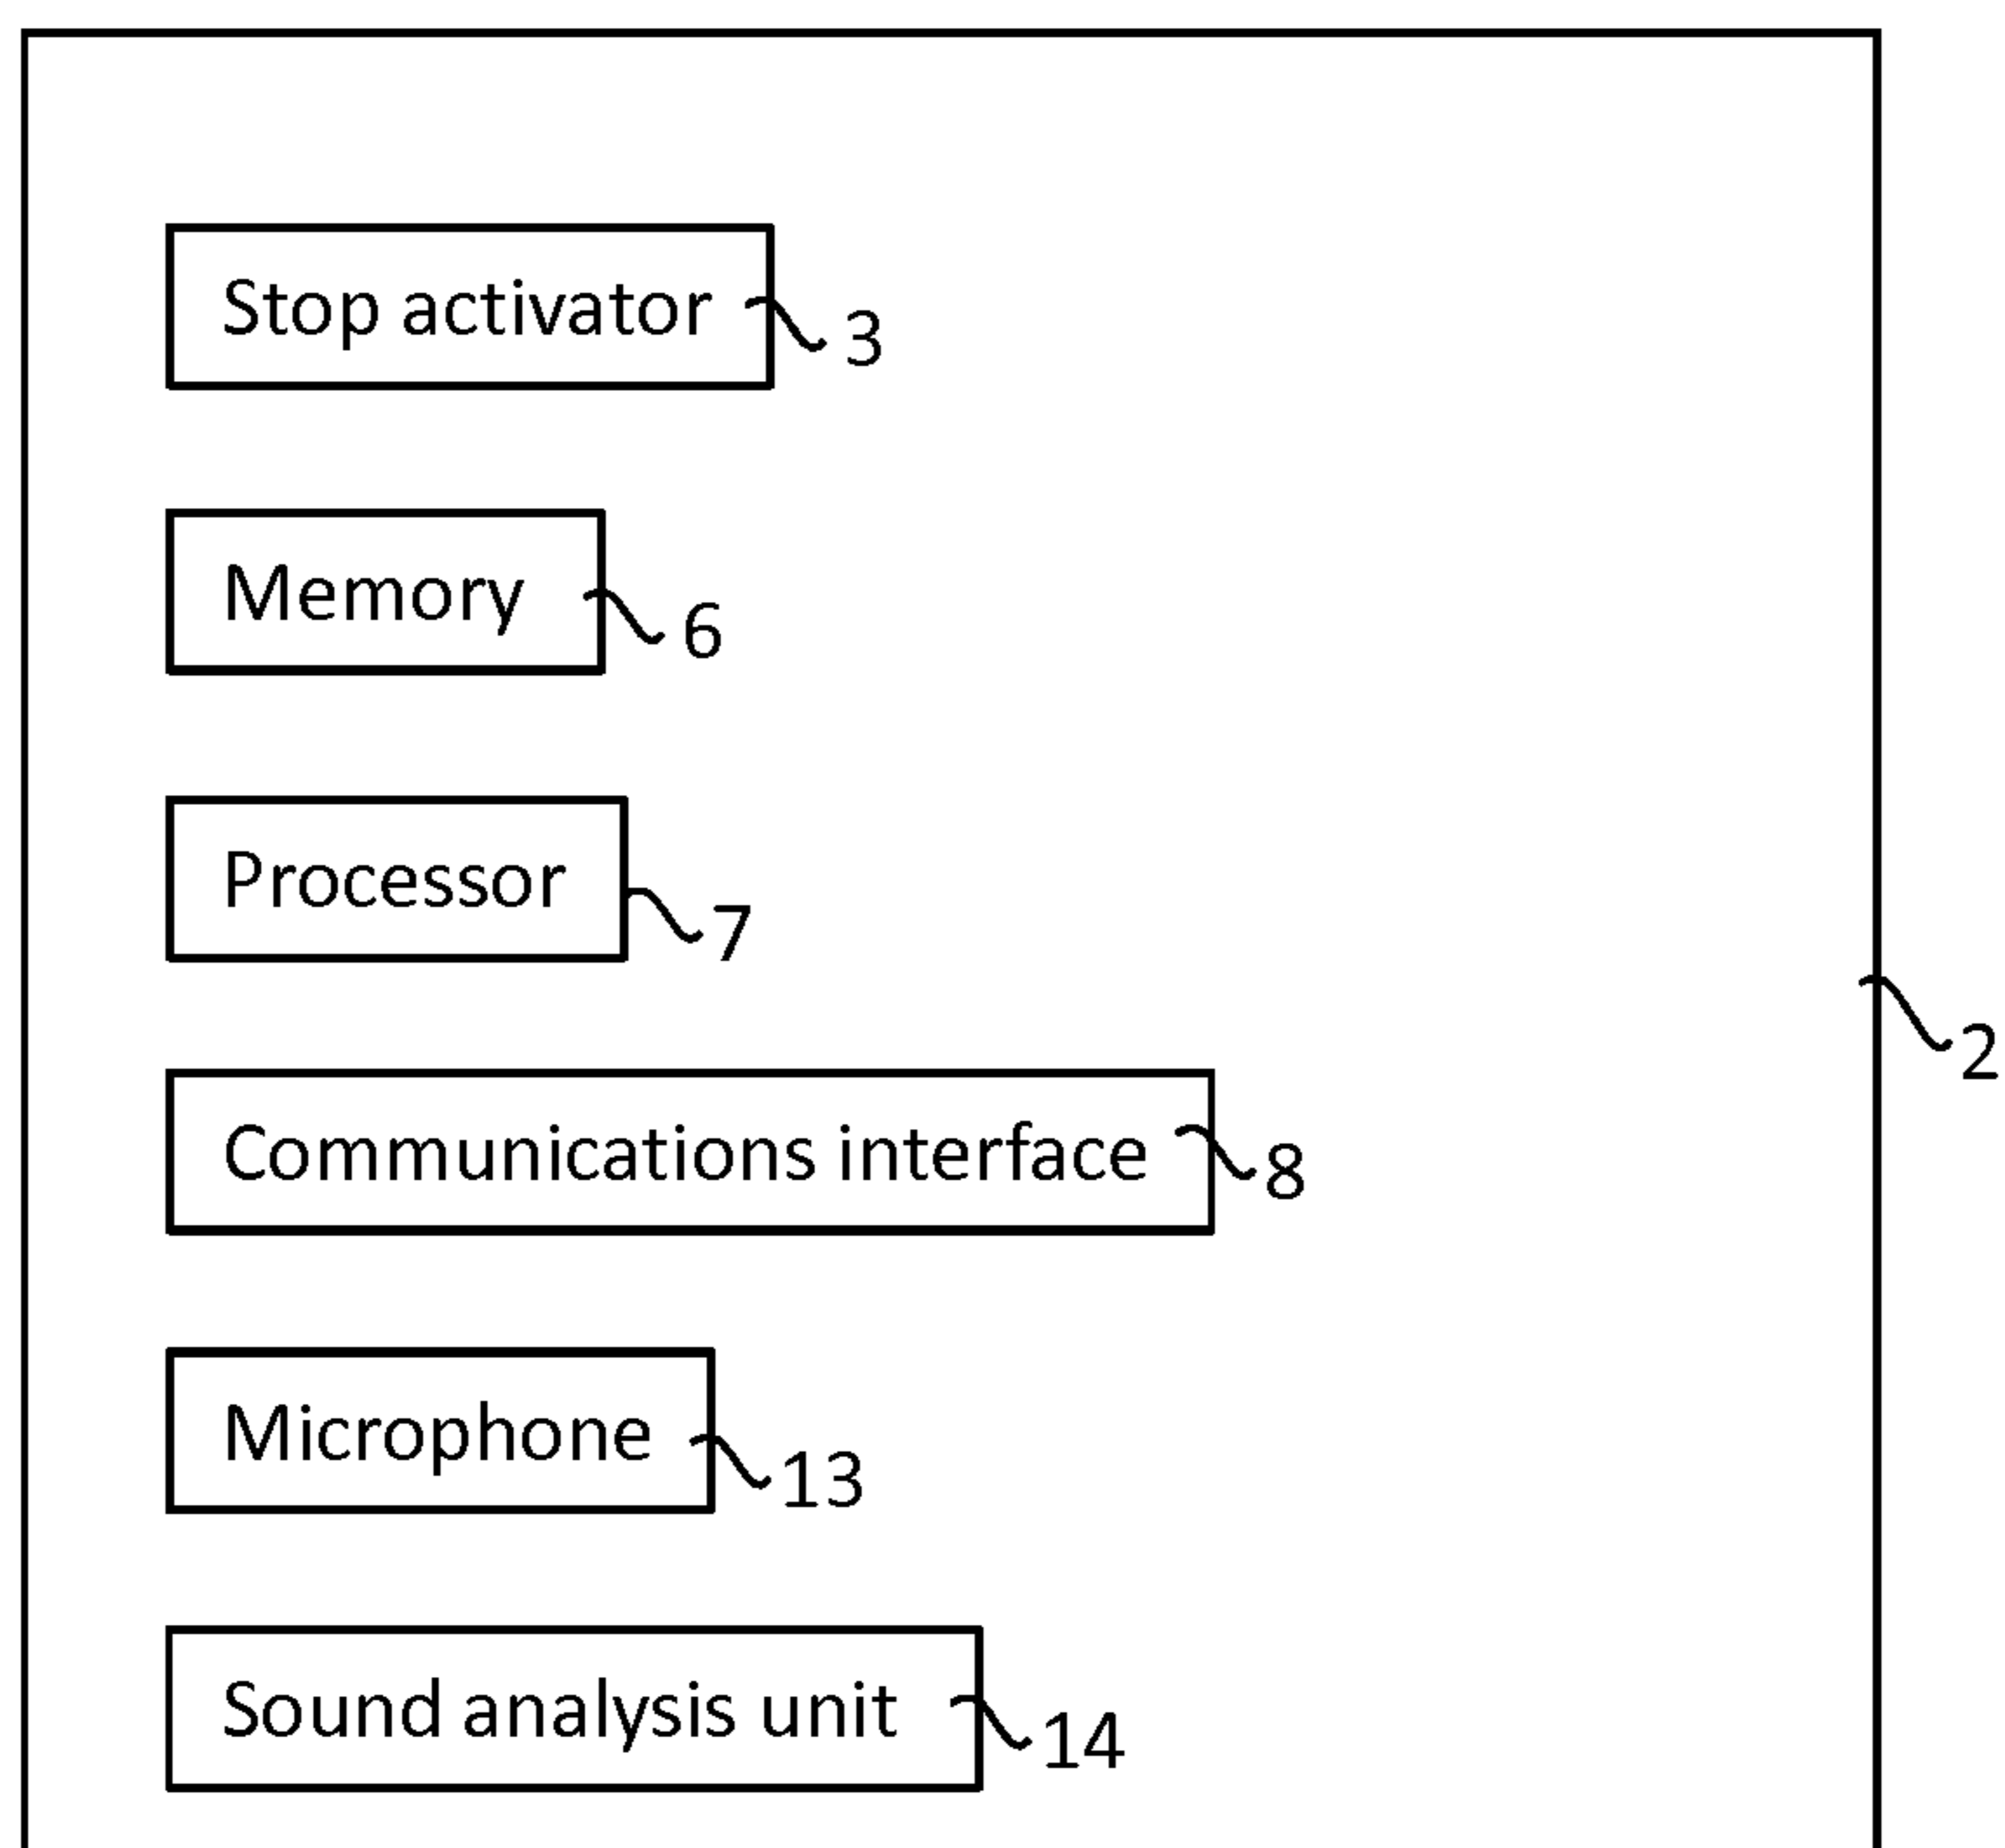 Stop activator
3
Memory
6
Processor
7
2
Communications interface
8
Microphone
13
Sound analysis unit
14